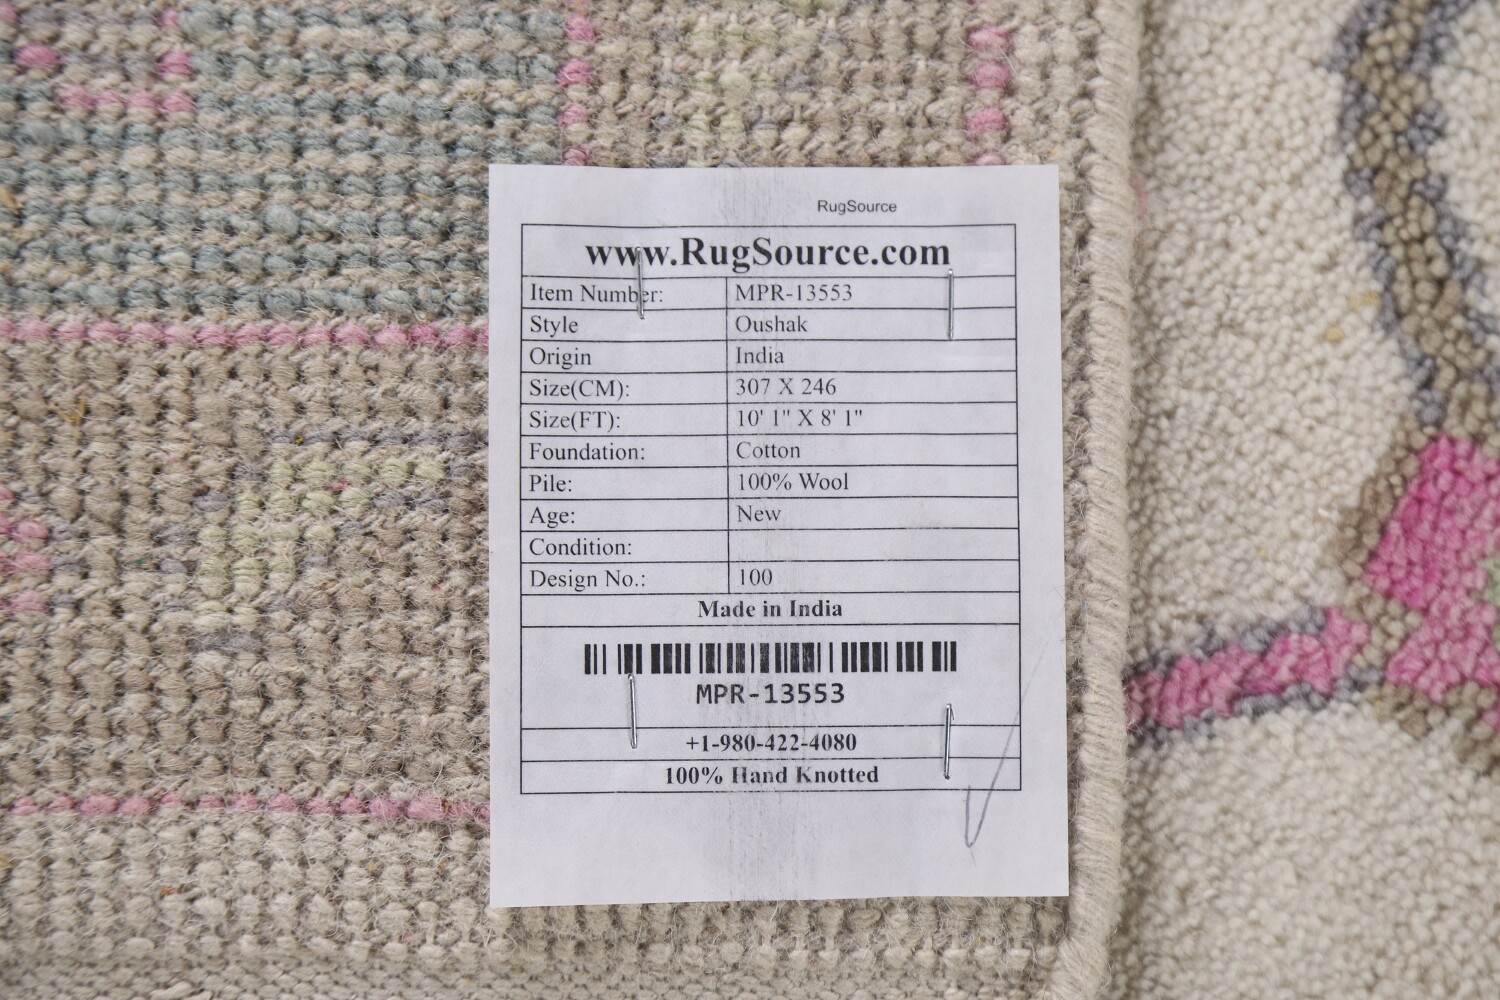 RugSource
www.RugSource.com
Item Number: MPR-13553
Style Oushak
Origin India
Size(CM): 307 X 246
Size(FT): 10' 1" X 8' 1"
Foundation: Cotton
Pile: 100% Wool
Age: New
Condition:
Design No.: 100
Made in India
MPR-13553
+1-980-422-4080
100% Hand Knotted